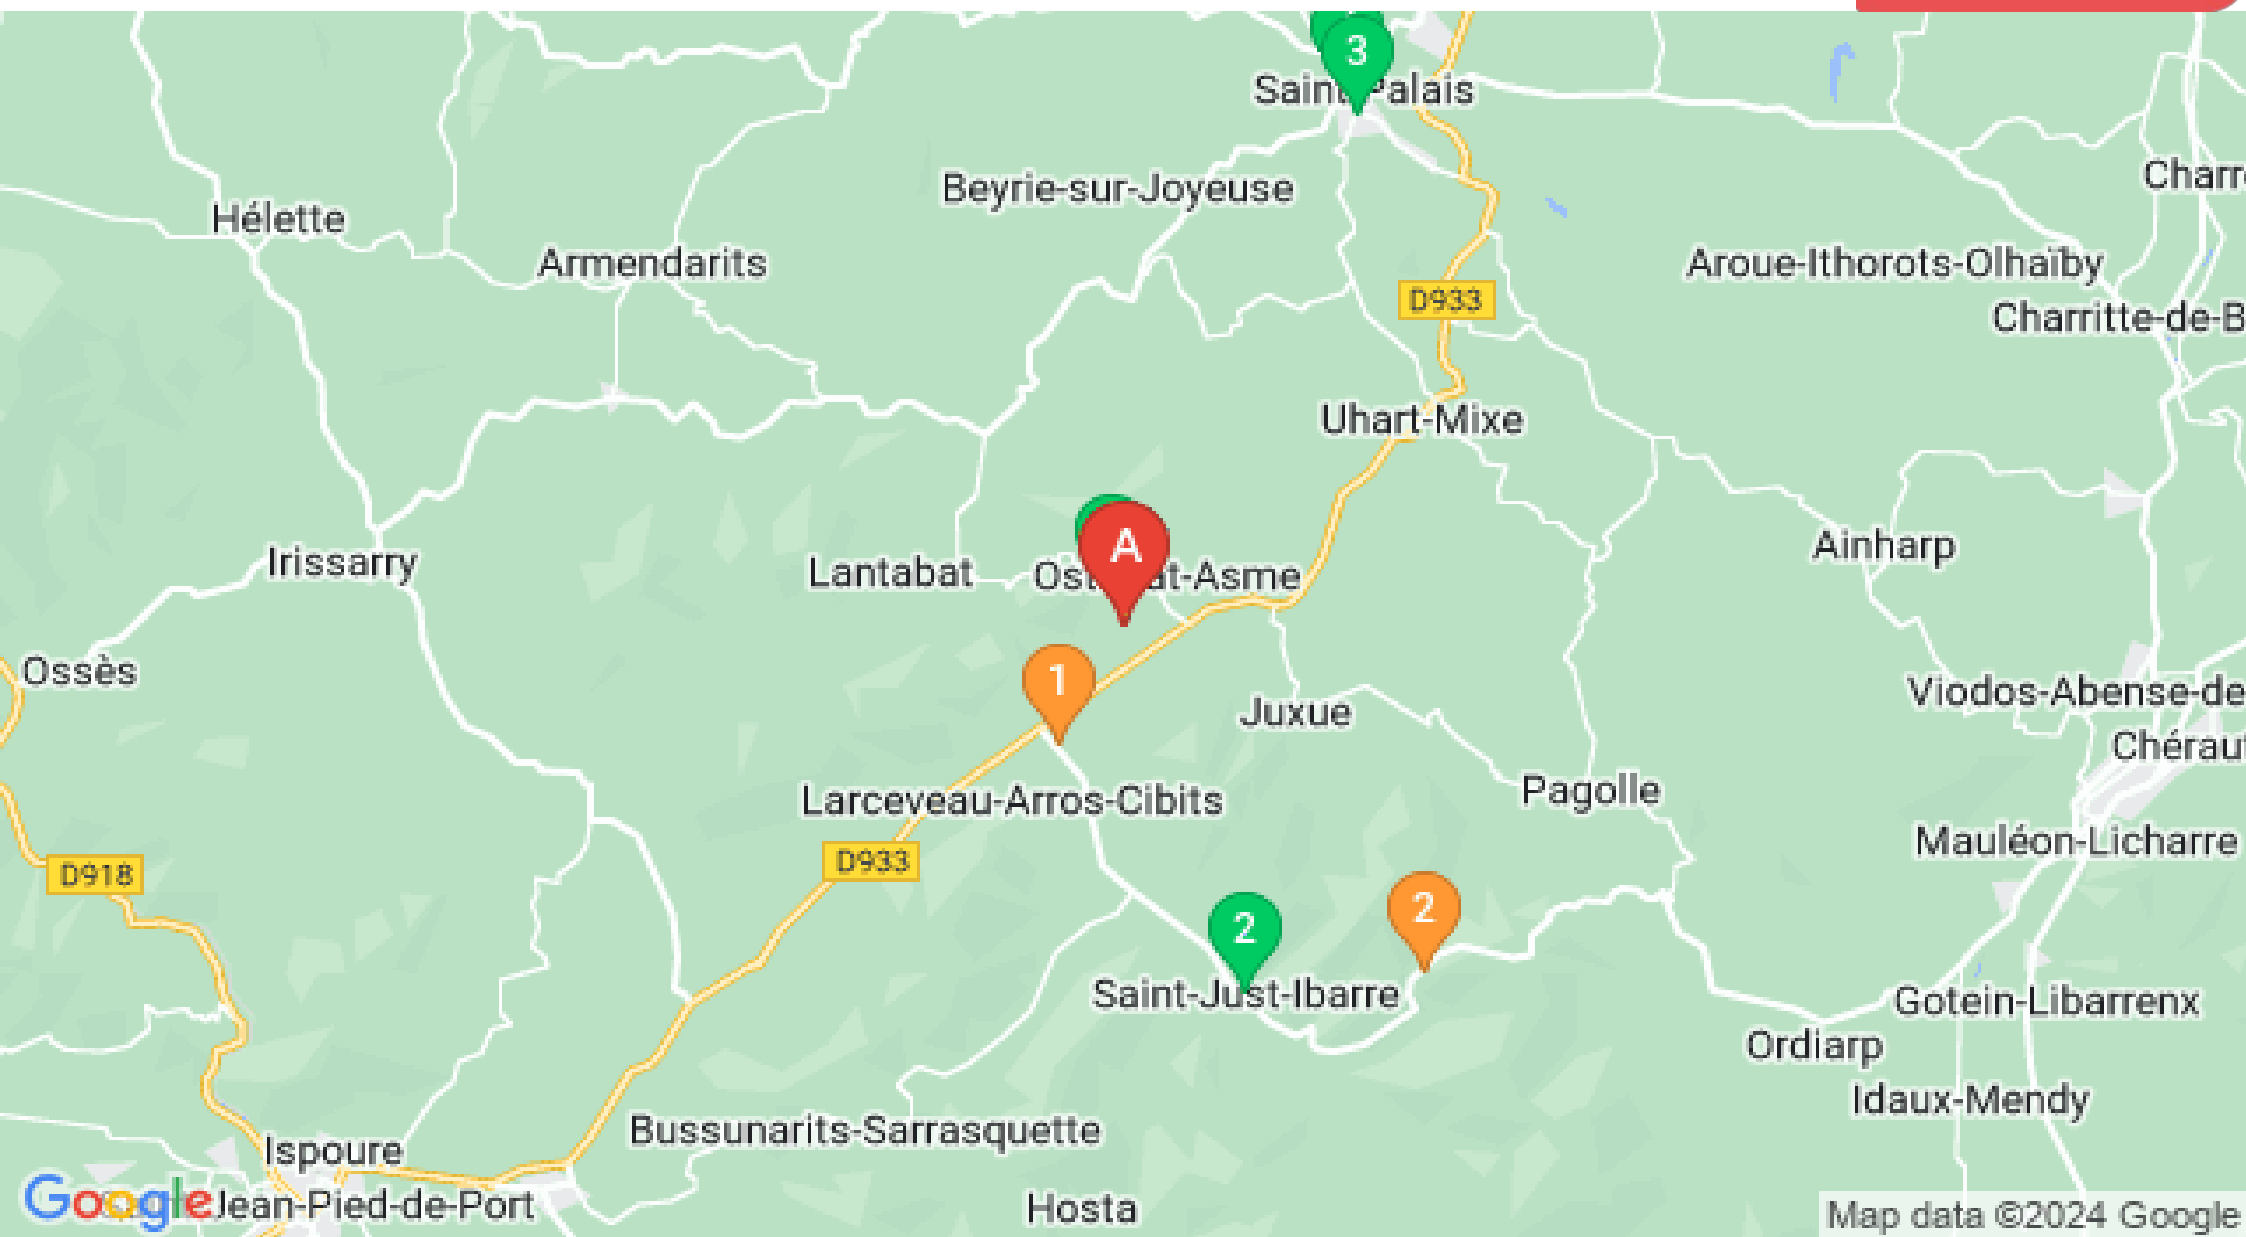 3
Saint-Palais
Charr
Beyrie-sur-Joyeuse
Hélette
Armendarits
Aroue-Ithorots-Olhaïby
D933
Charritte-de-B
Uhart-Mixe
A
Ainharp
Irissarry
Lantabat
Ost at-Asme
Ossès
1
Viodos-Abense-de
Juxue
Chéraut
Pagolle
Larceveau-Arros-Cibits
Mauléon-Licharre
D933
D918
2
2
Saint-Just-Ibarre
Gotein-Libarrenx
Ordiarp
Idaux-Mendy
Bussunarits-Sarrasquette
Ispoure
Google
Jean-Pied-de-Port
Hosta
Map data ©2024 Google